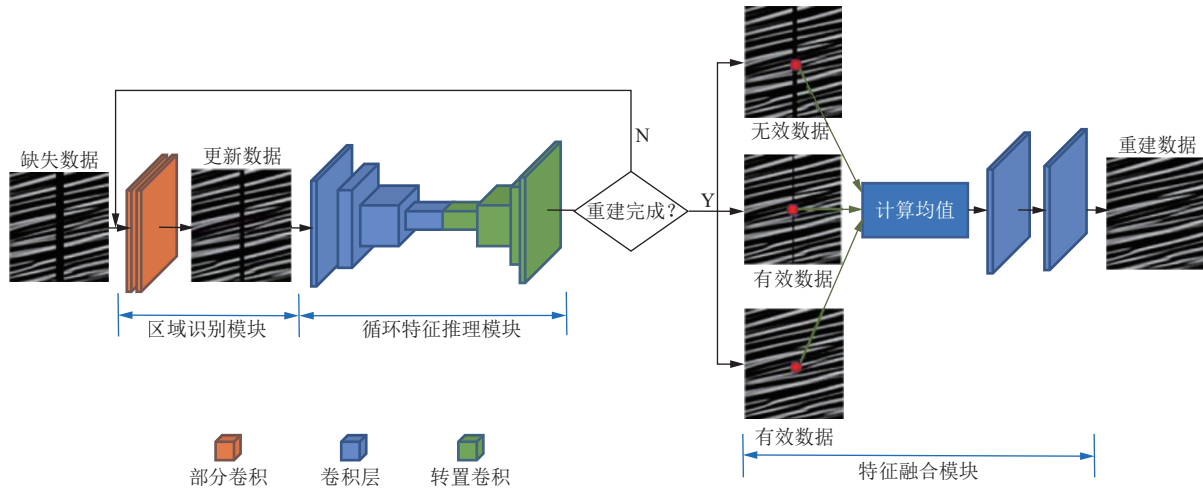 缺失数据
更新数据
N
重建完成?
Y
无效数据
有效数据
有效数据
计算均值
重建数据
区域识别模块
循环特征推理模块
特征融合模块
部分卷积
卷积层
转置卷积